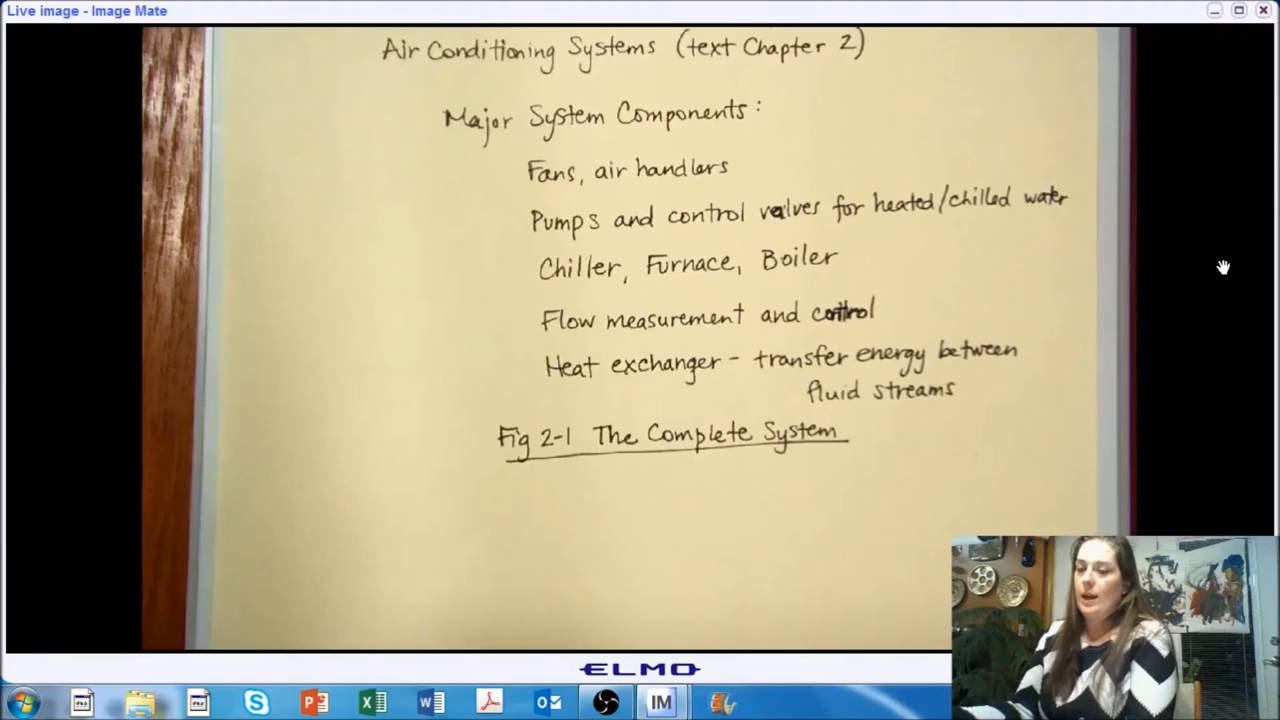 Live image - Image Mate
Air Conditioning Systems (text Chapter 2)
Major System Components:
Fans, air handlers
Pumps and control valves for heated/chilled water
Chiller, Furnace, Boiler
Flow measurement and control
Heat exchanger - transfer energy between
fluid streams
Fig 2-1 The Complete System
ELMO
IM